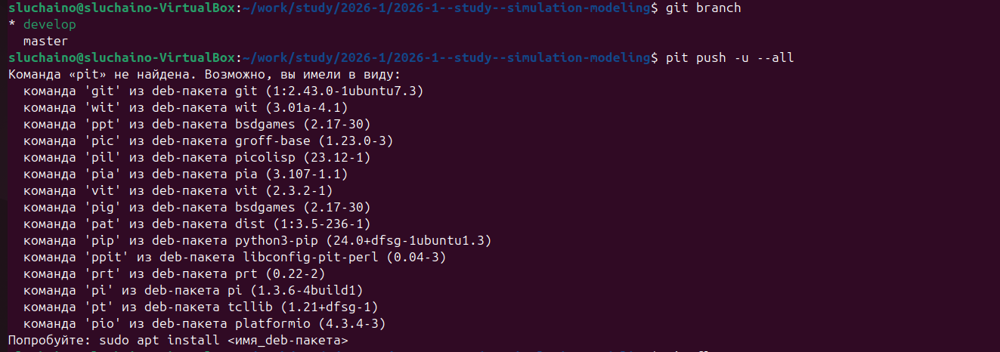 sluchaino@sluchaino-VirtualBox:~/work/study/2026-1/2026-1--study--simulation-modeling$ git branch
* develop
  master
sluchaino@sluchaino-VirtualBox:~/work/study/2026-1/2026-1--study--simulation-modeling$ pit push -u --all
Команда «pit» не найдена. Возможно, вы имели в виду:
  команда 'git' из deb-пакета git (1:2.43.0-1ubuntu7.3)
  команда 'wit' из deb-пакета wit (3.01a-4.1)
  команда 'ppt' из deb-пакета bsdgames (2.17-30)
  команда 'pic' из deb-пакета groff-base (1.23.0-3)
  команда 'pil' из deb-пакета picolisp (23.12-1)
  команда 'pia' из deb-пакета pia (3.107-1.1)
  команда 'vit' из deb-пакета vit (2.3.2-1)
  команда 'pig' из deb-пакета bsdgames (2.17-30)
  команда 'pat' из deb-пакета dist (1:3.5-236-1)
  команда 'pip' из deb-пакета python3-pip (24.0+dfsg-1ubuntu1.3)
  команда 'ppit' из deb-пакета libconfig-pit-perl (0.04-3)
  команда 'prt' из deb-пакета prt (0.22-2)
  команда 'pi' из deb-пакета pi (1.3.6-4build1)
  команда 'pt' из deb-пакета tcllib (1.21+dfsg-1)
  команда 'pio' из deb-пакета platformio (4.3.4-3)
Попробуйте: sudo apt install <имя_deb-пакета>